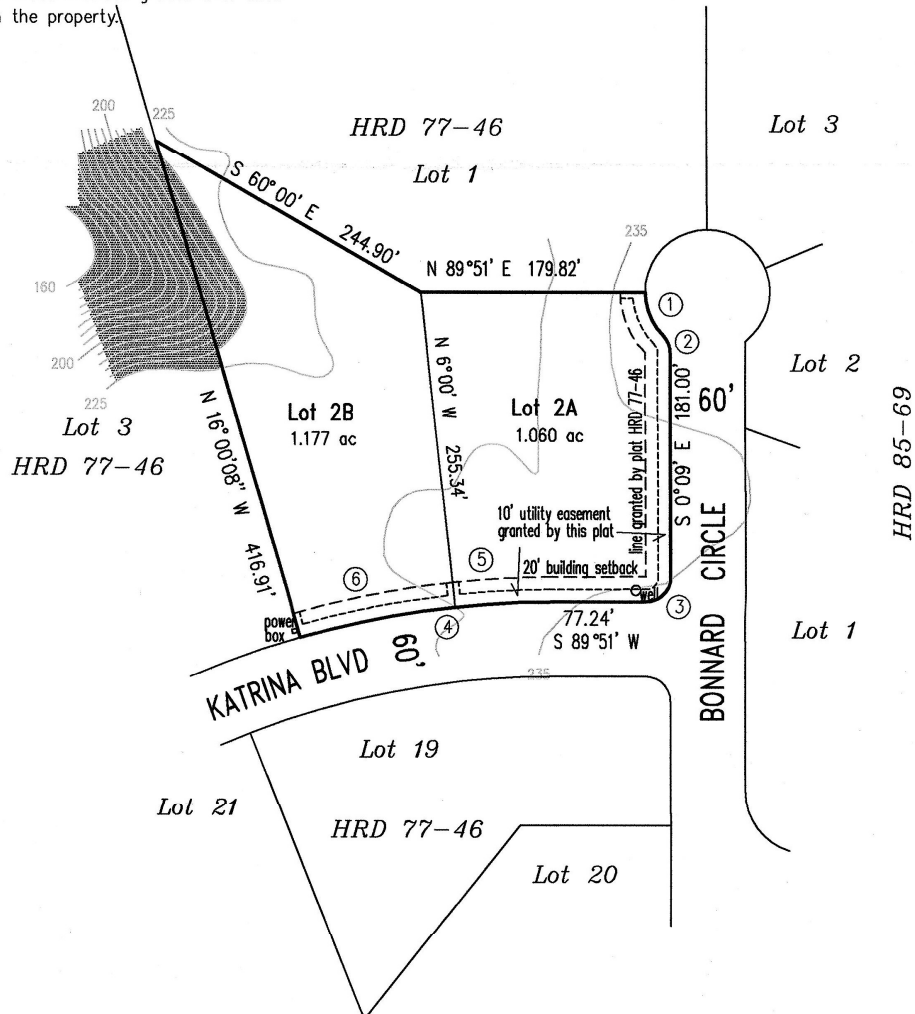 the property.
200
225
HRD 77-46
Lot 1
Lot 3
S 60°00' E 244.90'
235
N 89°51' E 179.82'
1
160
2
200
Lot 2
60'
N 6°00' W 255.34'
Lot 2B
1.177 ac
Lot 2A
1.060 ac
line granted by plat HRD 77-46
S 0°09' E 181.00'
225
Lot 3
HRD 77-46
N 16°00'08" W 416.91'
HRD 85-69
10' utility easement
granted by this plat
20' building setback
5
6
well
3
4
77.24'
S 89°51' W
power
box
Lot 1
BONNARD CIRCLE
KATRINA BLVD 60'
235
Lot 19
Lot 21
HRD 77-46
Lot 20